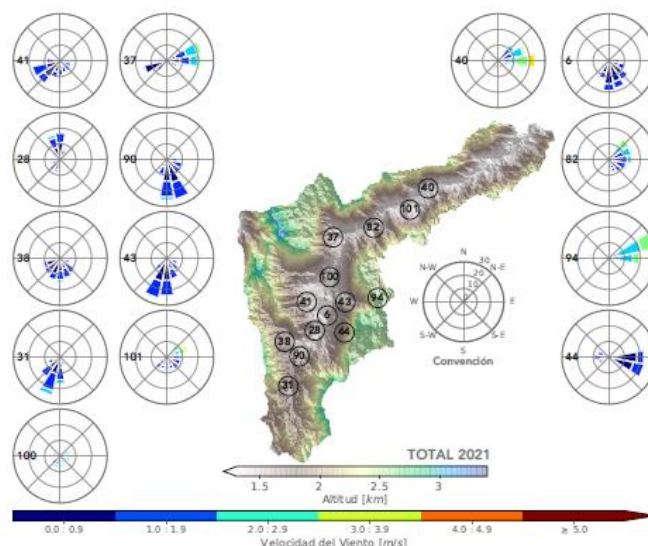 41
37
40
6
28
90
82
38
43
94
31
101
44
100
40
101
82
37
100
41
43
94
6
28
44
38
90
31
N
N-W
N-E
W
E
S-W
S-E
S
10
20
30
Convención
TOTAL 2021
1.5
2
2.5
3
Altitud [km]
0.0 : 0.9
1.0 : 1.9
2.0 : 2.9
3.0 : 3.9
4.0 : 4.9
≥ 5.0
Velocidad del Viento [m/s]